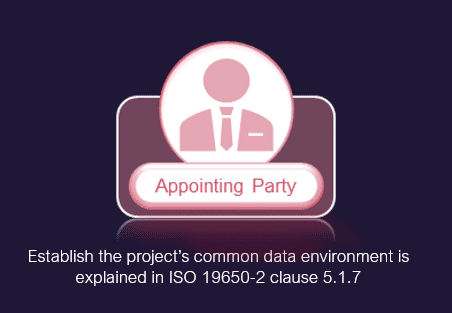 Appointing Party
Establish the project's common data environment is
explained in ISO 19650-2 clause 5.1.7